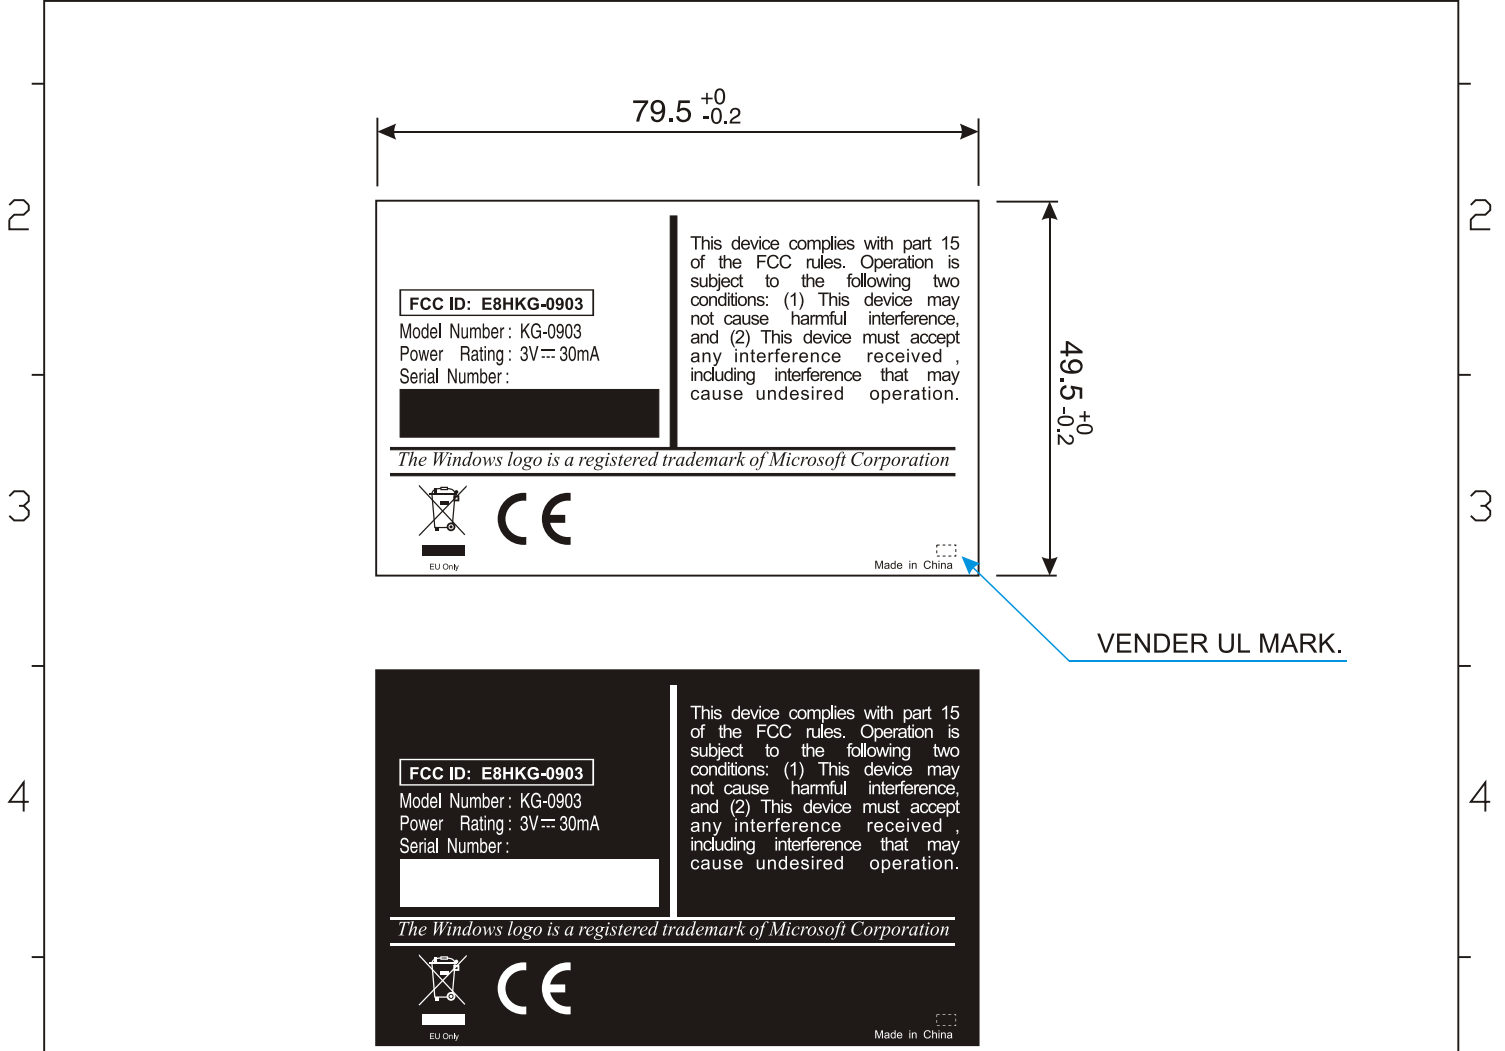 79.5 +0
-0.2
2
2
This device complies with part 15
of the FCC rules. Operation is
subject to the following two
conditions: (1) This device may
not cause harmful interference,
and (2) This device must accept
any interference received ,
including interference that may
cause undesired operation.
FCC ID: E8HKG-0903
Model Number : KG-0903
Power Rating : 3V⎓30mA
Serial Number :
49.5 +0
-0.2
The Windows logo is a registered trademark of Microsoft Corporation
3
3
CE
EU Only
Made in China
VENDER UL MARK.
This device complies with part 15
of the FCC rules. Operation is
subject to the following two
conditions: (1) This device may
not cause harmful interference,
and (2) This device must accept
any interference received ,
including interference that may
cause undesired operation.
FCC ID: E8HKG-0903
Model Number : KG-0903
Power Rating : 3V⎓30mA
Serial Number :
4
4
The Windows logo is a registered trademark of Microsoft Corporation
CE
EU Only
Made in China